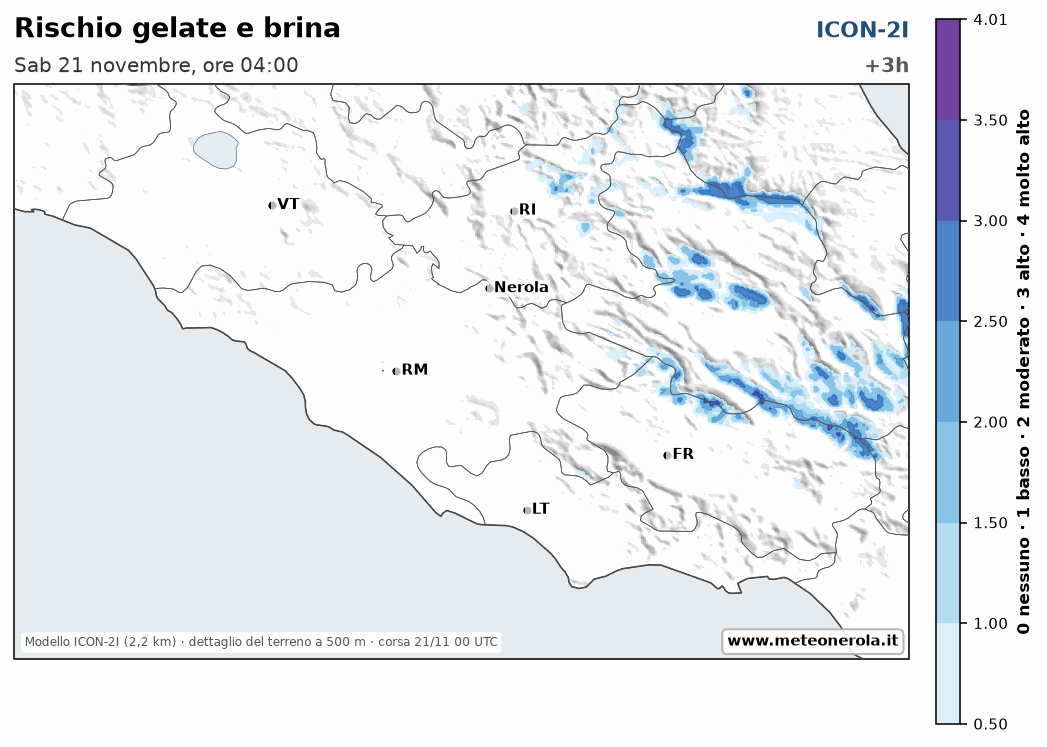 Rischio gelate e brina
ICON-2I
Sab 21 novembre, ore 04:00
+3h
VT
RI
Nerola
RM
FR
LT
Modello ICON-2I (2,2 km) · dettaglio del terreno a 500 m · corsa 21/11 00 UTC
www.meteonerola.it
4.01
3.50
3.00
2.50
2.00
1.50
1.00
0.50
0 nessuno · 1 basso · 2 moderato · 3 alto · 4 molto alto